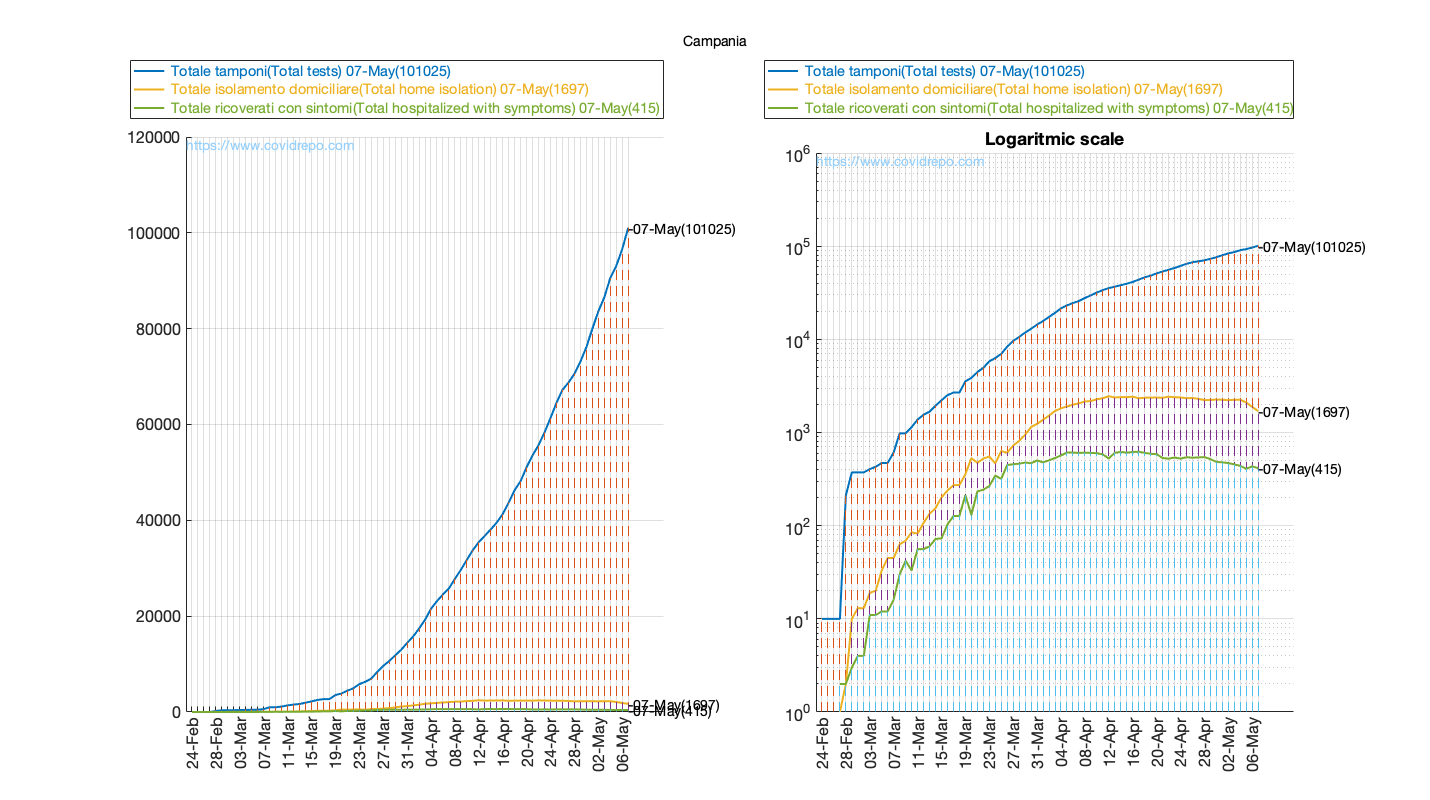 Campania
Totale tamponi(Total tests) 07-May(101025)
Totale isolamento domiciliare(Total home isolation) 07-May(1697)
Totale ricoverati con sintomi(Total hospitalized with symptoms) 07-May(415)
120000
https://www.covidrepo.com
100000
80000
60000
40000
20000
0
07-May(101025)
07-May(1697)
07-May(415)
24-Feb
28-Feb
03-Mar
07-Mar
11-Mar
15-Mar
19-Mar
23-Mar
27-Mar
31-Mar
04-Apr
08-Apr
12-Apr
16-Apr
20-Apr
24-Apr
28-Apr
02-May
06-May
Totale tamponi(Total tests) 07-May(101025)
Totale isolamento domiciliare(Total home isolation) 07-May(1697)
Totale ricoverati con sintomi(Total hospitalized with symptoms) 07-May(415)
Logaritmic scale
10^6
https://www.covidrepo.com
10^5
10^4
10^3
10^2
10^1
10^0
07-May(101025)
07-May(1697)
07-May(415)
24-Feb
28-Feb
03-Mar
07-Mar
11-Mar
15-Mar
19-Mar
23-Mar
27-Mar
31-Mar
04-Apr
08-Apr
12-Apr
16-Apr
20-Apr
24-Apr
28-Apr
02-May
06-May